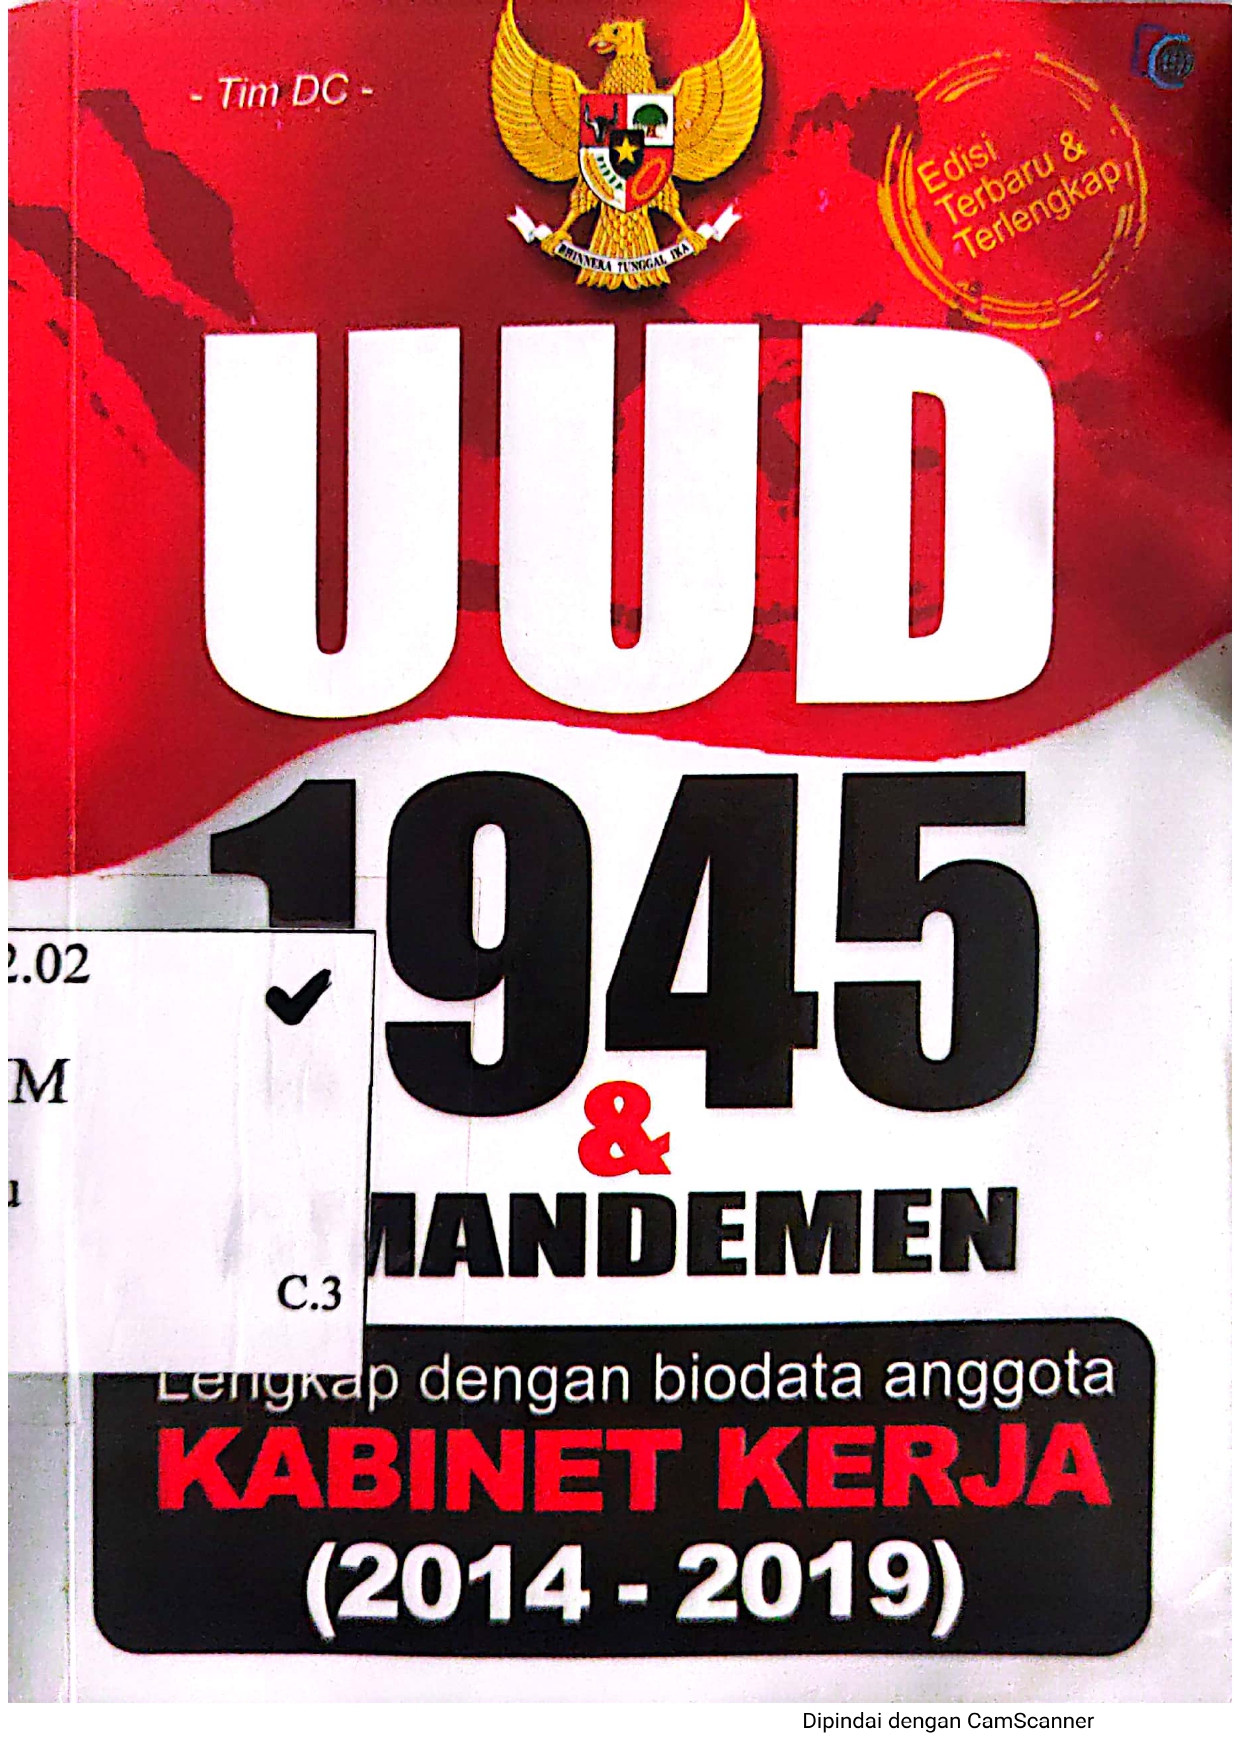 - Tim DC -
BHINNEKA TUNGGAL IKA
Edisi
Terbaru &
Terlengkap
UUD
1945
2.02
M
&
MANDEMEN
C.3
Lengkap dengan biodata anggota
KABINET KERJA
(2014 - 2019)
Dipindai dengan CamScanner